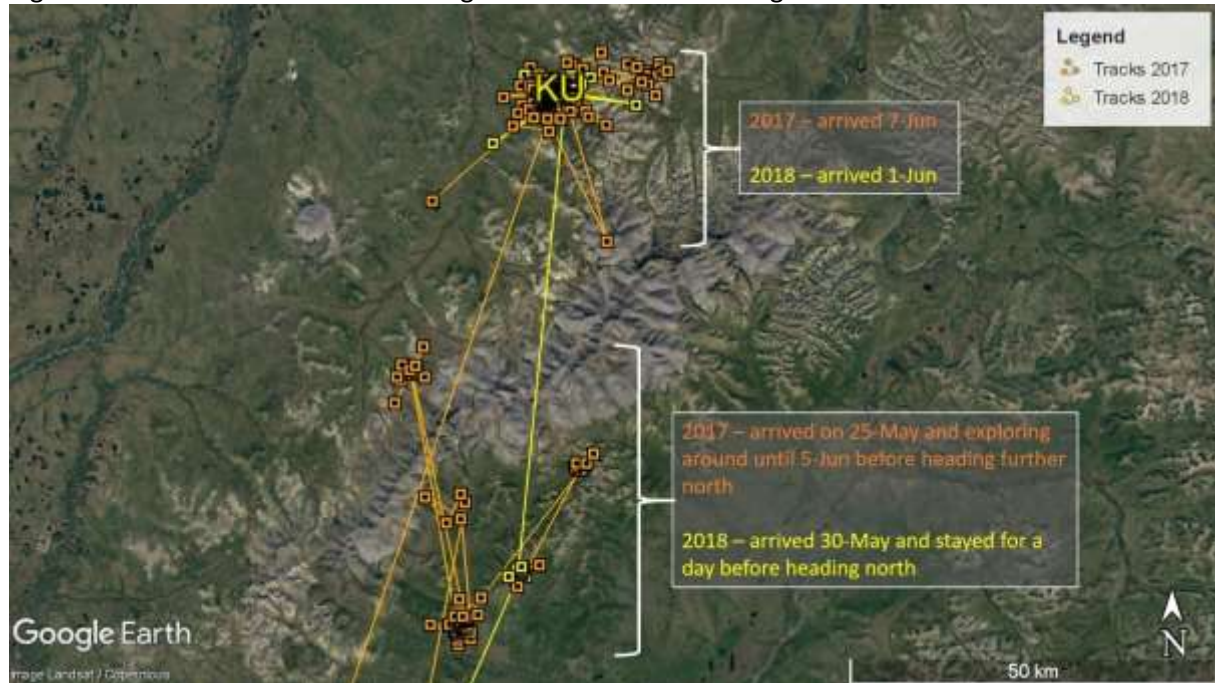 Legend
Tracks 2017
Tracks 2018
KU
2017 – arrived 7-Jun
2018 – arrived 1-Jun
2017 – arrived on 25-May and exploring
around until 5-Jun before heading further
north
2018 – arrived 30-May and stayed for a
day before heading north
Google Earth
Image Landsat / Copernicus
N
50 km